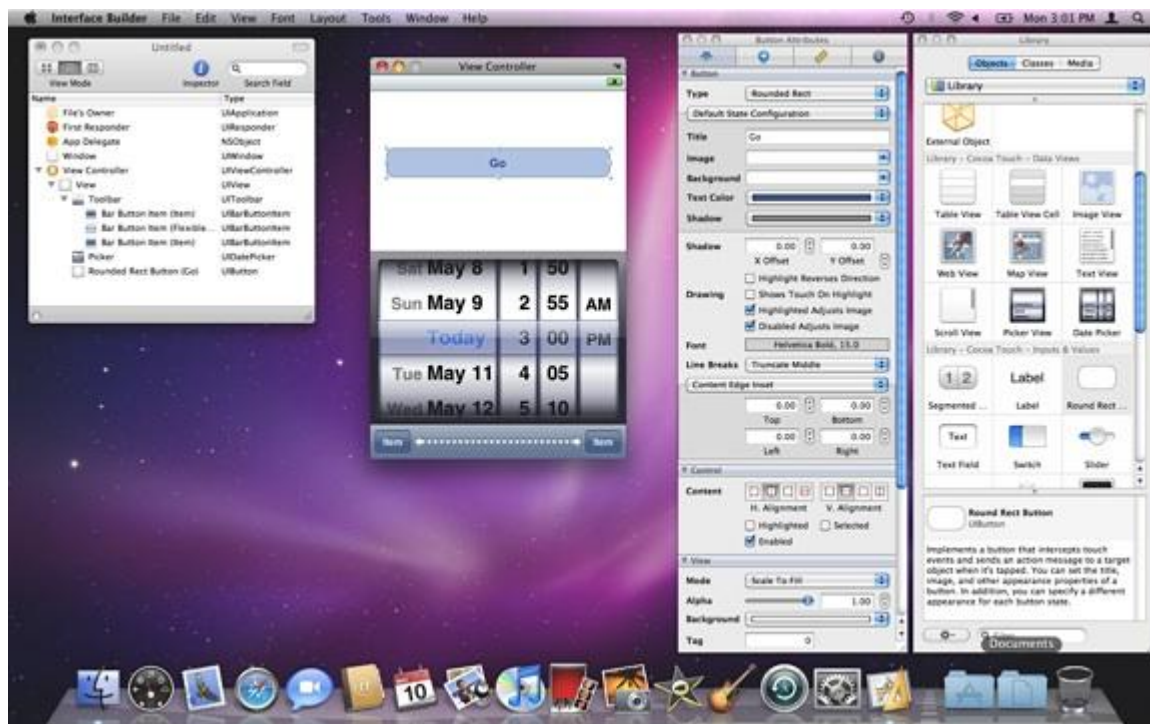 Interface Builder File Edit View Font Layout Tools Window Help
Mon 3:01 PM
Untitled
View Mode
Inspector
Search Field
Name Type
File's Owner UIApplication
First Responder UIResponder
App Delegate NSObject
Window UIWindow
View Controller UIViewController
View UIView
Toolbar UIToolbar
Bar Button Item (Item) UIBarButtonItem
Bar Button Item (Flexible... UIBarButtonItem
Bar Button Item (Item) UIBarButtonItem
Picker UIDatePicker
Rounded Rect Button (Go) UIButton
View Controller
Go
Sat May 8 1 50
Sun May 9 2 55 AM
Today 3 00 PM
Tue May 11 4 05
Wed May 12 5 10
Item Item
Button Attributes
Button
Type Rounded Rect
Default State Configuration
Title Go
Image
Background
Text Color
Shadow
Shadow 0.00 0.00
X Offset Y Offset
Highlight Reverses Direction
Drawing Shows Touch On Highlight
Highlighted Adjusts Image
Disabled Adjusts Image
Font Helvetica Bold, 15.0
Line Breaks Truncate Middle
Content Edge Inset
0.00 0.00
Top Bottom
0.00 0.00
Left Right
Control
Content
H. Alignment V. Alignment
Highlighted Selected
Enabled
View
Mode Scale To Fill
Alpha 1.00
Background
Tag 0
Library
Objects Classes Media
Library
External Object
Library - Cocoa Touch - Data Views
Table View Table View Cell Image View
Web View Map View Text View
Scroll View Picker View Date Picker
Library - Cocoa Touch - Inputs & Values
1 2 Label
Segmented ... Label Round Rect ...
Text
Text Field Switch Slider
Round Rect Button
UIButton
Implements a button that intercepts touch
events and sends an action message to a target
object when it's tapped. You can set the title,
image, and other appearance properties of a
button. In addition, you can specify a different
appearance for each button state.
Documents
10